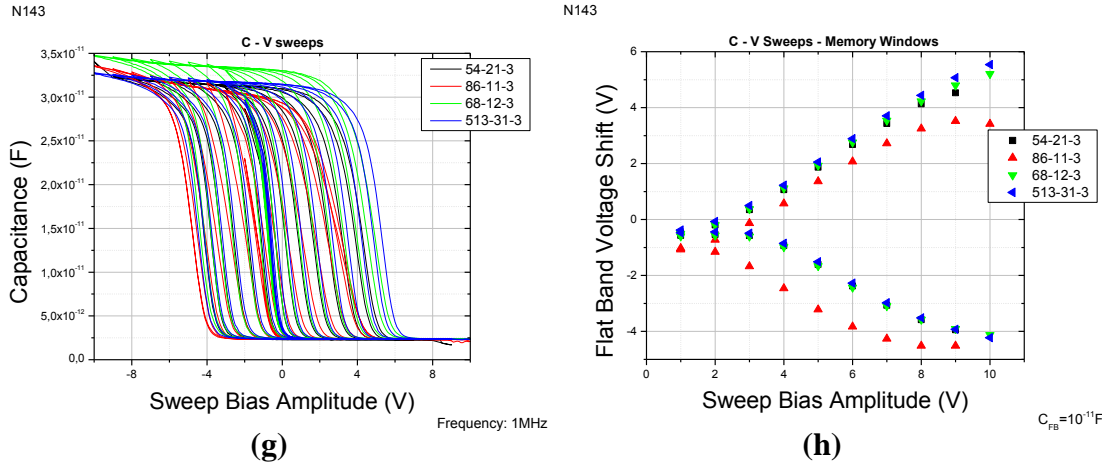 N143
C - V sweeps
3,5x10⁻¹¹
3,0x10⁻¹¹
2,5x10⁻¹¹
2,0x10⁻¹¹
1,5x10⁻¹¹
1,0x10⁻¹¹
5,0x10⁻¹²
0,0
Capacitance (F)
54-21-3
86-11-3
68-12-3
513-31-3
-8 -4 0 4 8
Sweep Bias Amplitude (V)
Frequency: 1MHz
(g)
N143
C - V Sweeps - Memory Windows
6
4
2
0
-2
-4
Flat Band Voltage Shift (V)
54-21-3
86-11-3
68-12-3
513-31-3
0 2 4 6 8 10
Sweep Bias Amplitude (V)
C_FB=10⁻¹¹F
(h)